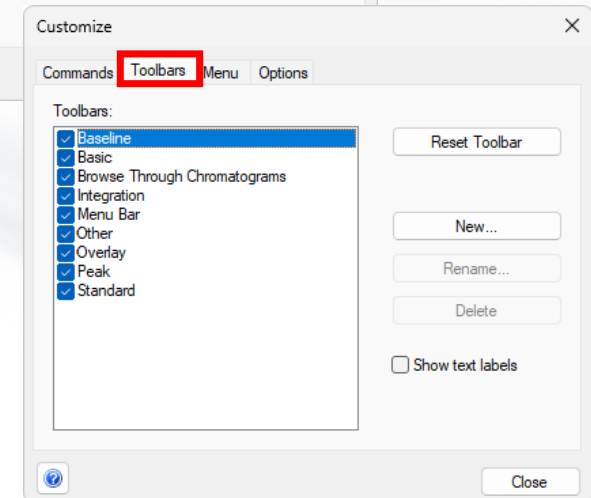 Customize
Commands Toolbars Menu Options
Toolbars:
Baseline
Basic
Browse Through Chromatograms
Integration
Menu Bar
Other
Overlay
Peak
Standard
Reset Toolbar
New...
Rename...
Delete
Show text labels
?
Close